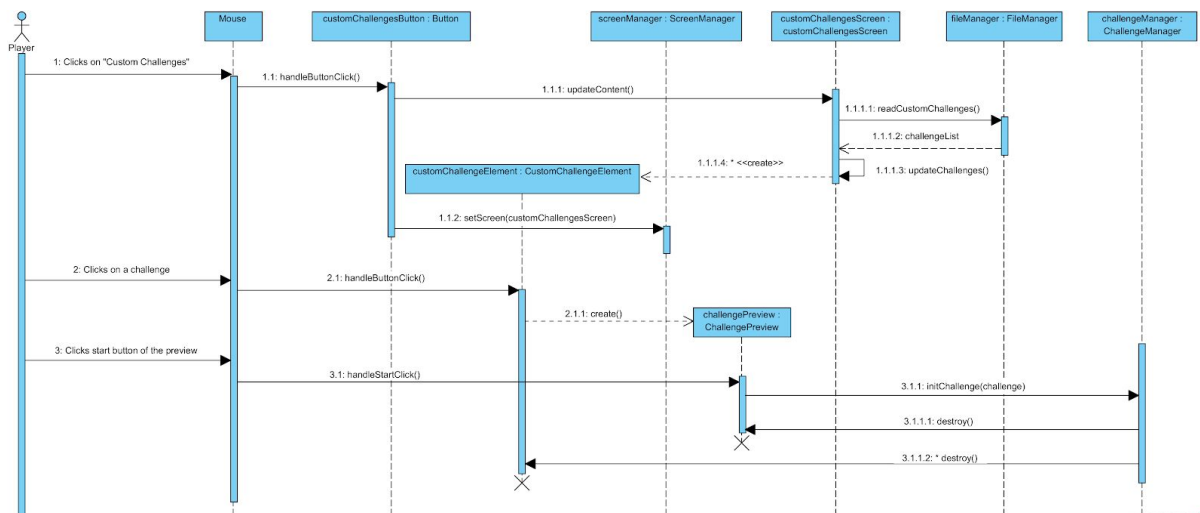 Player
Mouse
customChallengesButton : Button
screenManager : ScreenManager
customChallengesScreen :
customChallengesScreen
fileManager : FileManager
challengeManager :
ChallengeManager
1: Clicks on "Custom Challenges"
1.1: handleButtonClick()
1.1.1: updateContent()
1.1.1.1: readCustomChallenges()
1.1.1.2: challengeList
1.1.1.4: * <<create>>
1.1.1.3: updateChallenges()
customChallengeElement : CustomChallengeElement
1.1.2: setScreen(customChallengesScreen)
2: Clicks on a challenge
2.1: handleButtonClick()
2.1.1: create()
challengePreview :
ChallengePreview
3: Clicks start button of the preview
3.1: handleStartClick()
3.1.1: initChallenge(challenge)
3.1.1.1: destroy()
3.1.1.2: * destroy()